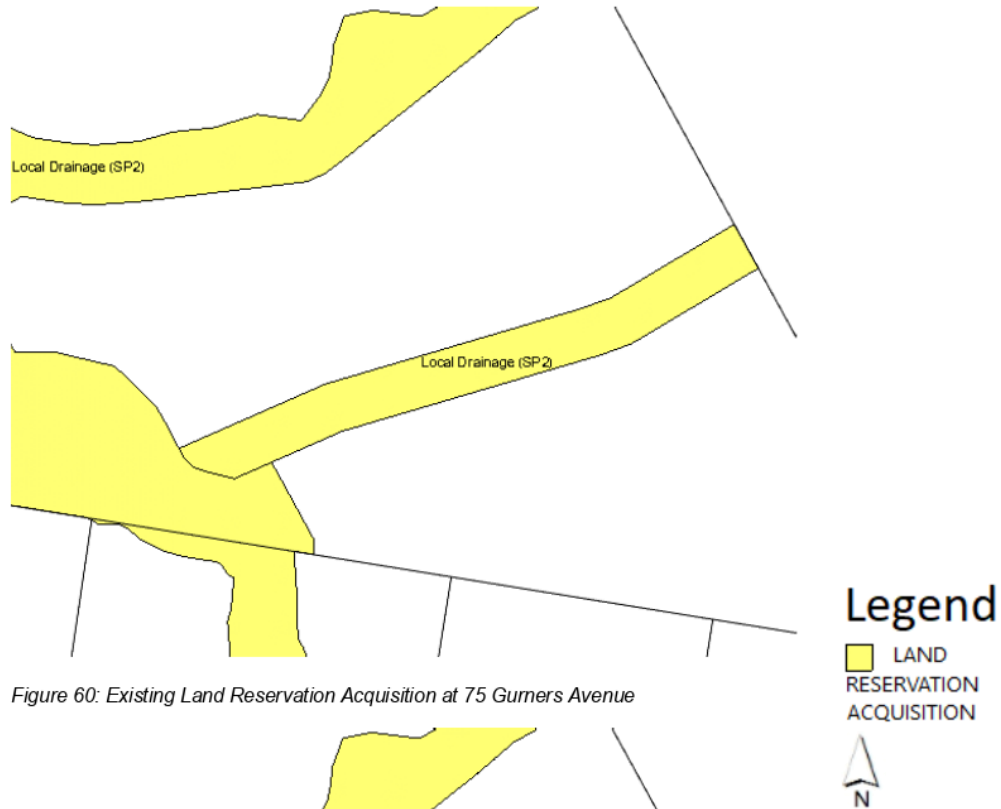 Local Drainage (SP2)
Local Drainage (SP2)
Legend
LAND
RESERVATION
ACQUISITION
N
Figure 60: Existing Land Reservation Acquisition at 75 Gurners Avenue